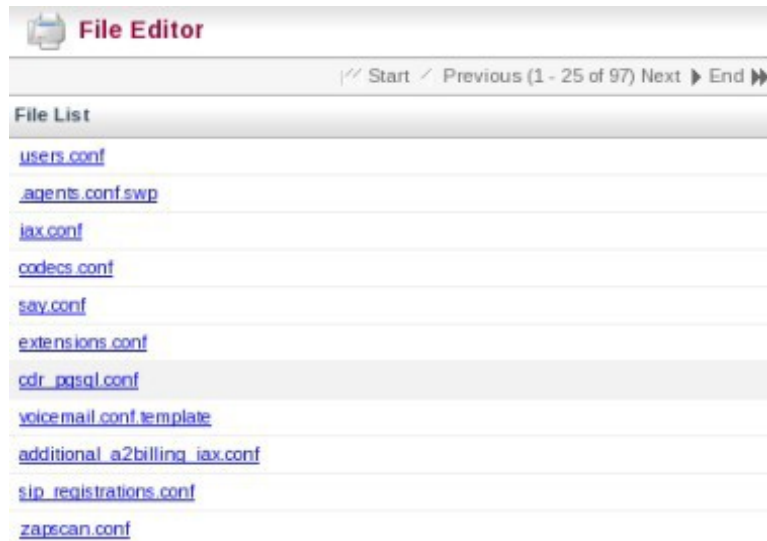 File Editor
Start Previous (1 - 25 of 97) Next End
File List
users.conf
.agents.conf.swp
iax.conf
codecs.conf
say.conf
extensions.conf
cdr_pgsql.conf
voicemail.conf.template
additional_a2billing_iax.conf
sip_registrations.conf
zapscan.conf